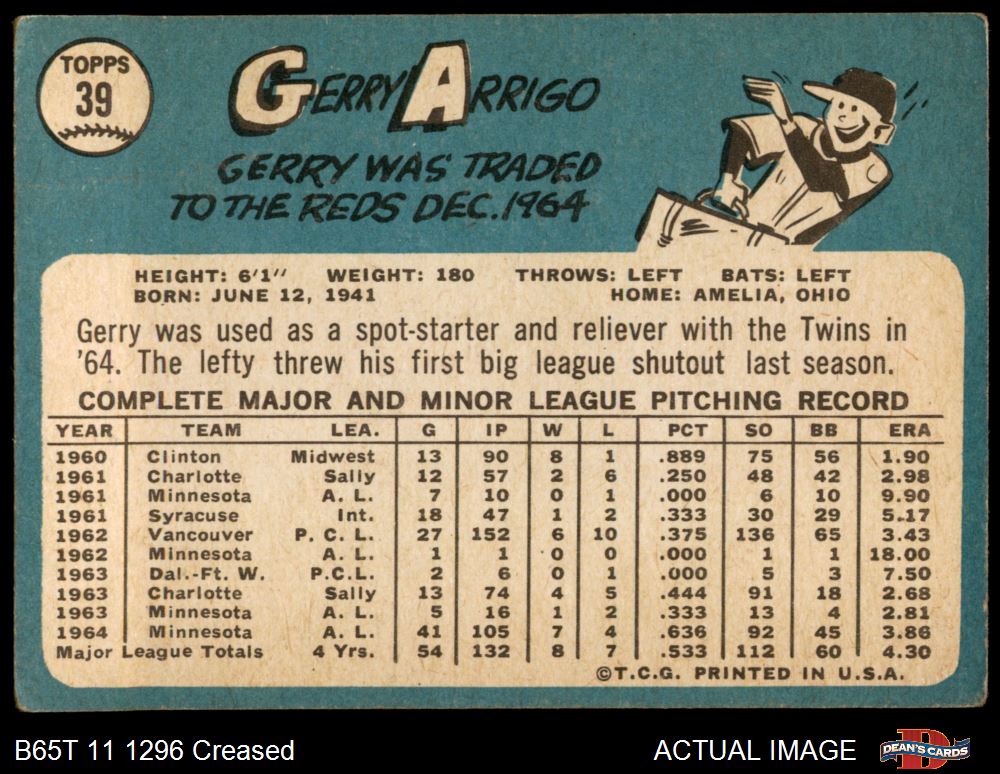 TOPPS
39
GERRY ARRIGO
GERRY WAS TRADED
TO THE REDS DEC. 1964
HEIGHT: 6'1" WEIGHT: 180 THROWS: LEFT BATS: LEFT
BORN: JUNE 12, 1941 HOME: AMELIA, OHIO
Gerry was used as a spot-starter and reliever with the Twins in
'64. The lefty threw his first big league shutout last season.
COMPLETE MAJOR AND MINOR LEAGUE PITCHING RECORD
YEAR TEAM LEA. G IP W L PCT SO BB ERA
1960 Clinton Midwest 13 90 8 1 .889 75 56 1.90
1961 Charlotte Sally 12 57 2 6 .250 48 42 2.98
1961 Minnesota A. L. 7 10 0 1 .000 6 10 9.90
1961 Syracuse Int. 18 47 1 2 .333 30 29 5.17
1962 Vancouver P. C. L. 27 152 6 10 .375 136 65 3.43
1962 Minnesota A. L. 1 1 0 0 .000 1 1 18.00
1963 Dal.-Ft. W. P.C.L. 2 6 0 1 .000 5 3 7.50
1963 Charlotte Sally 13 74 4 5 .444 91 18 2.68
1963 Minnesota A. L. 5 16 1 2 .333 13 4 2.81
1964 Minnesota A. L. 41 105 7 4 .636 92 45 3.86
Major League Totals 4 Yrs. 54 132 8 7 .533 112 60 4.30
©T.C.G. PRINTED IN U.S.A.
B65T 11 1296 Creased ACTUAL IMAGE DEAN'S CARDS